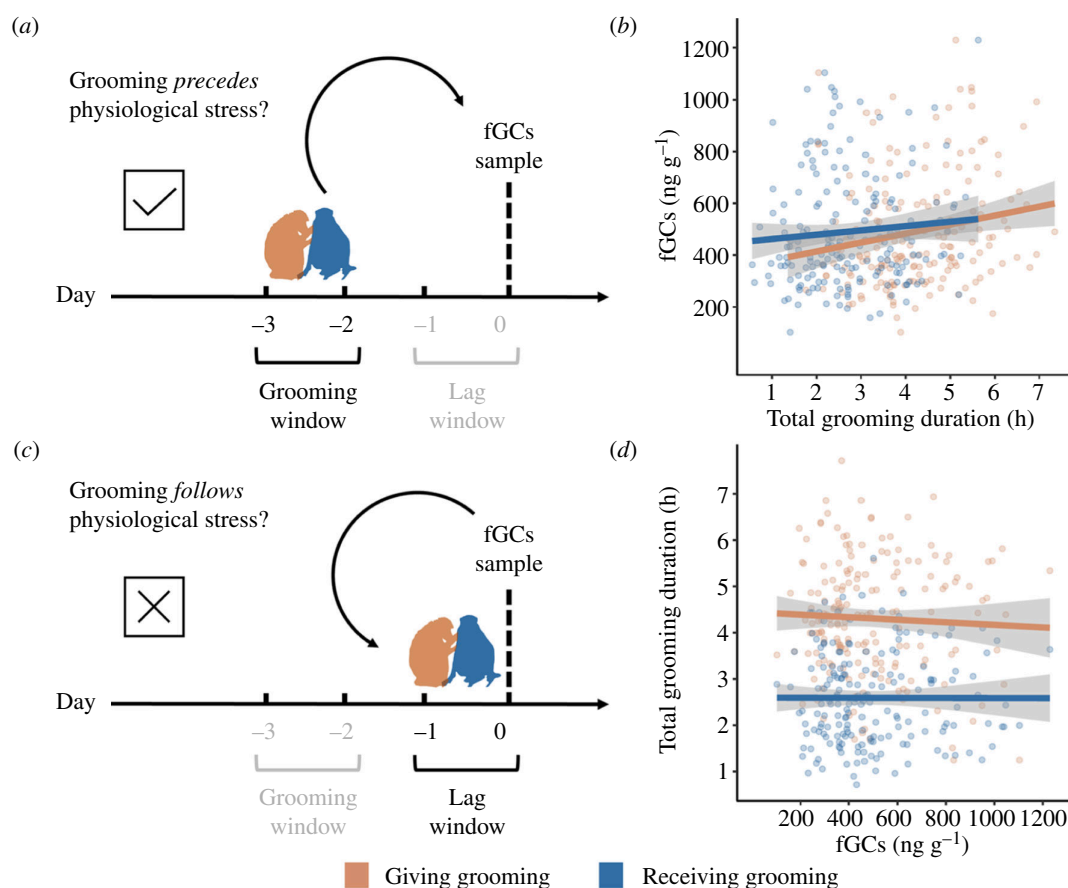 (a)
Grooming precedes
physiological stress?
fGCs
sample
Day
–3 –2 –1 0
Grooming
window
Lag
window
(b)
fGCs (ng g–1)
1200
1000
800
600
400
200
1 2 3 4 5 6 7
Total grooming duration (h)
(c)
Grooming follows
physiological stress?
fGCs
sample
Day
–3 –2 –1 0
Grooming
window
Lag
window
(d)
Total grooming duration (h)
7
6
5
4
3
2
1
200 400 600 800 1000 1200
fGCs (ng g–1)
Giving grooming
Receiving grooming